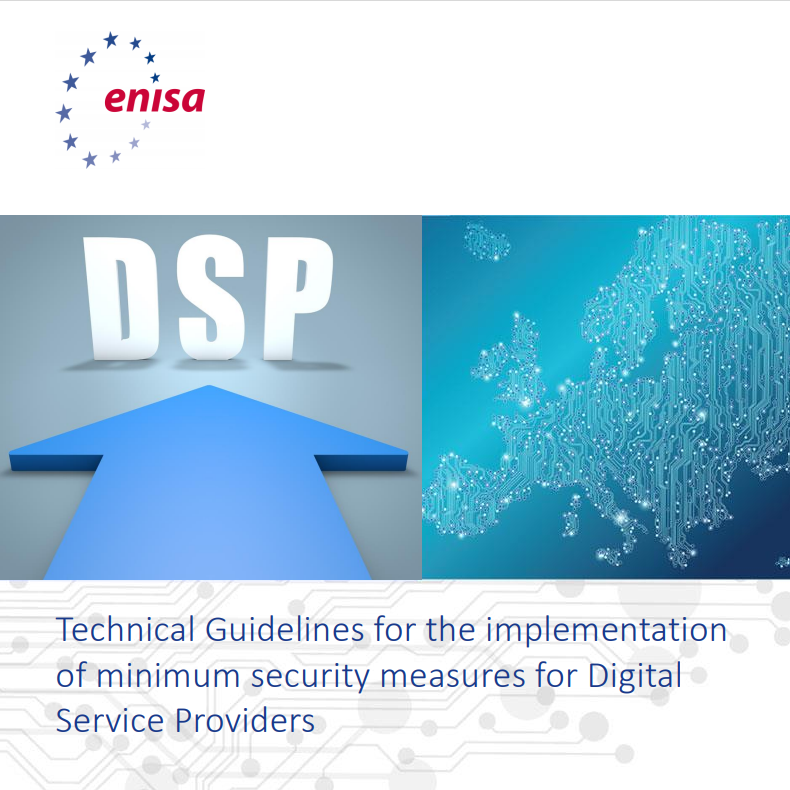 enisa
DSP
Technical Guidelines for the implementation
of minimum security measures for Digital
Service Providers